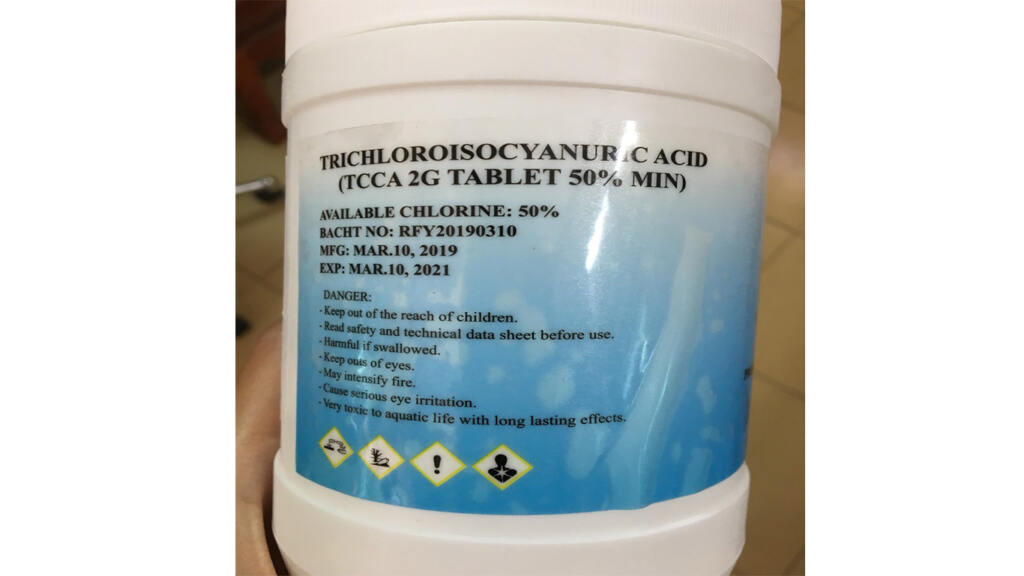 TRICHLOROISOCYANURIC ACID
(TCCA 2G TABLET 50% MIN)
AVAILABLE CHLORINE: 50%
BACHT NO: RFY20190310
MFG: MAR.10, 2019
EXP: MAR.10, 2021
DANGER:
- Keep out of the reach of children.
- Read safety and technical data sheet before use.
- Harmful if swallowed.
- Keep outs of eyes.
- May intensify fire.
- Cause serious eye irritation.
- Very toxic to aquatic life with long lasting effects.